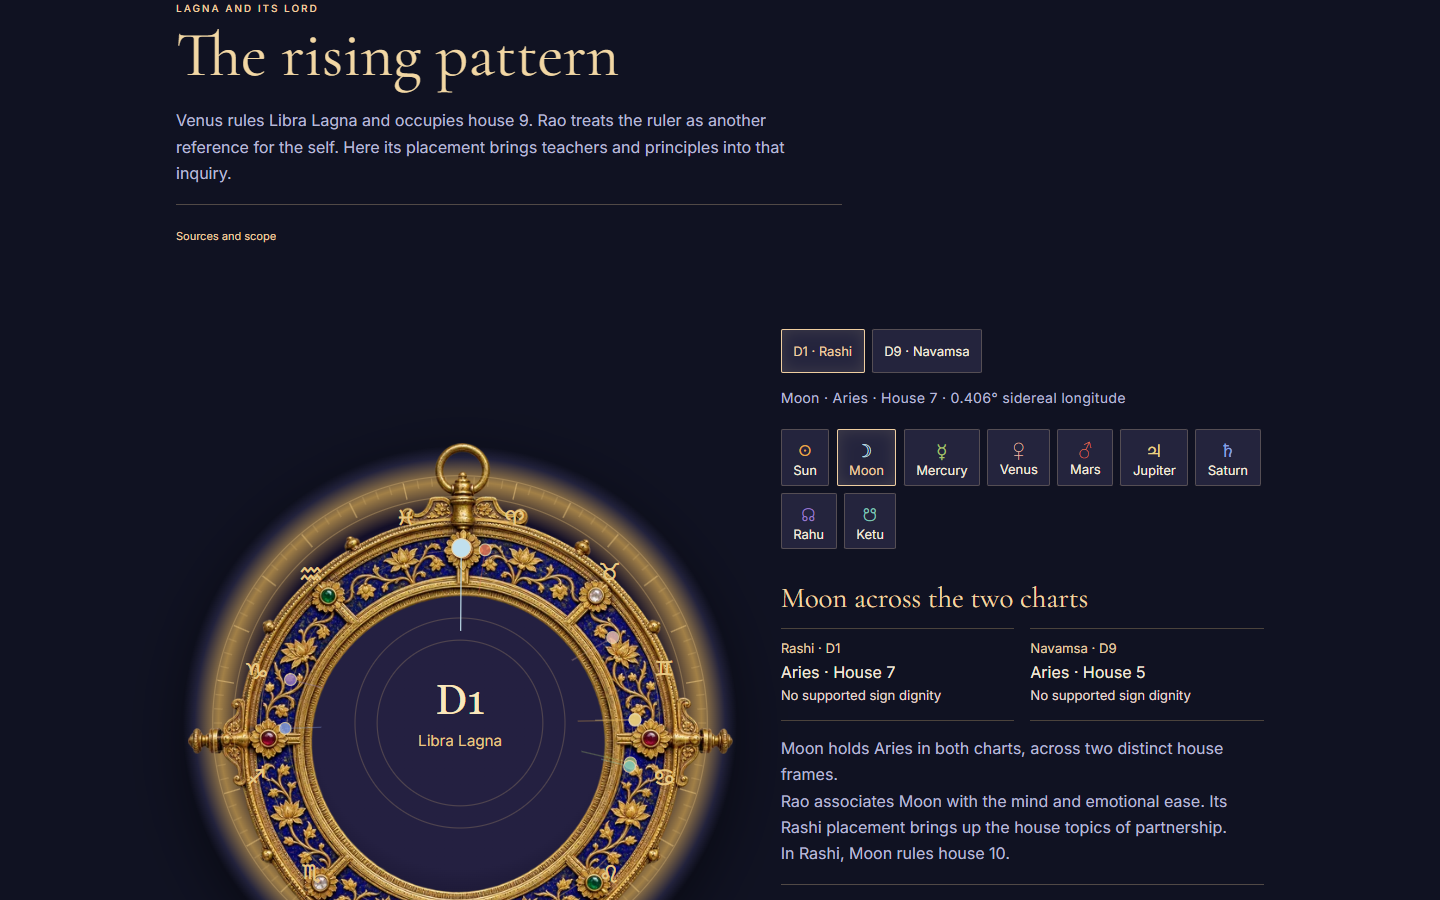 LAGNA AND ITS LORD
The rising pattern
Venus rules Libra Lagna and occupies house 9. Rao treats the ruler as another
reference for the self. Here its placement brings teachers and principles into that
inquiry.
Sources and scope
D1 · Rashi
D9 · Navamsa
Moon · Aries · House 7 · 0.406° sidereal longitude
☉ Sun
☽ Moon
☿ Mercury
♀ Venus
♂ Mars
♃ Jupiter
♄ Saturn
☊ Rahu
☋ Ketu
Moon across the two charts
Rashi · D1
Aries · House 7
No supported sign dignity
Navamsa · D9
Aries · House 5
No supported sign dignity
Moon holds Aries in both charts, across two distinct house
frames.
Rao associates Moon with the mind and emotional ease. Its
Rashi placement brings up the house topics of partnership.
In Rashi, Moon rules house 10.
♓ ♈
♒ ♉
♑ ♊
D1
Libra Lagna
♐ ♋
♏ ♌